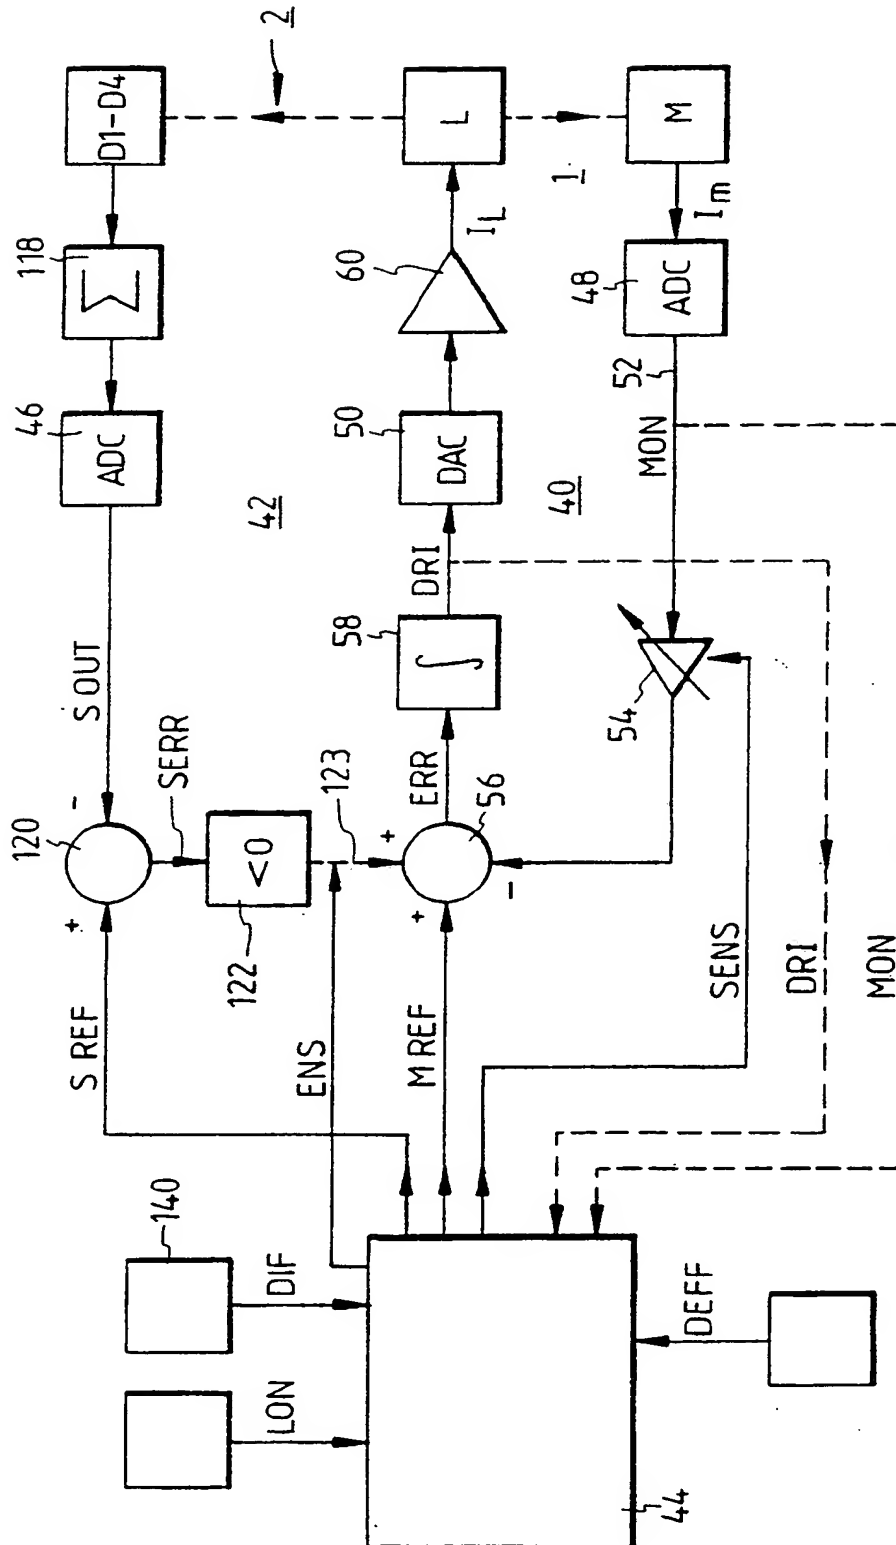 2
D1-D4
118
Σ
46
ADC
S OUT
-
120
+
SERR
<0
122
S REF
42
L
I_L
60
50
DAC
DRI
58
∫
ERR
123
+
56
+
-
ENS
M REF
1
M
I_m
48
ADC
52
MON
40
54
SENS
DRI
MON
140
DIF
LON
DEFF
44